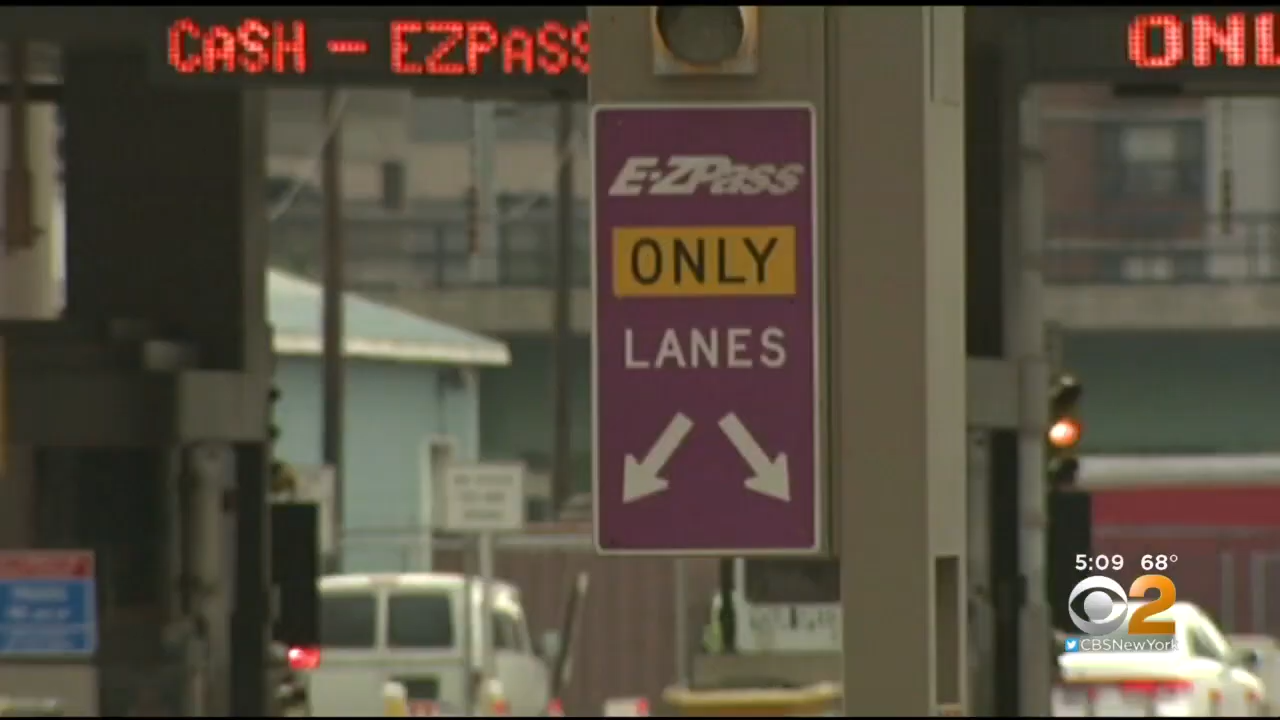 CASH - EZPASS
ONL
E-ZPass
ONLY
LANES
5:09 68°
2
CBSNewYork